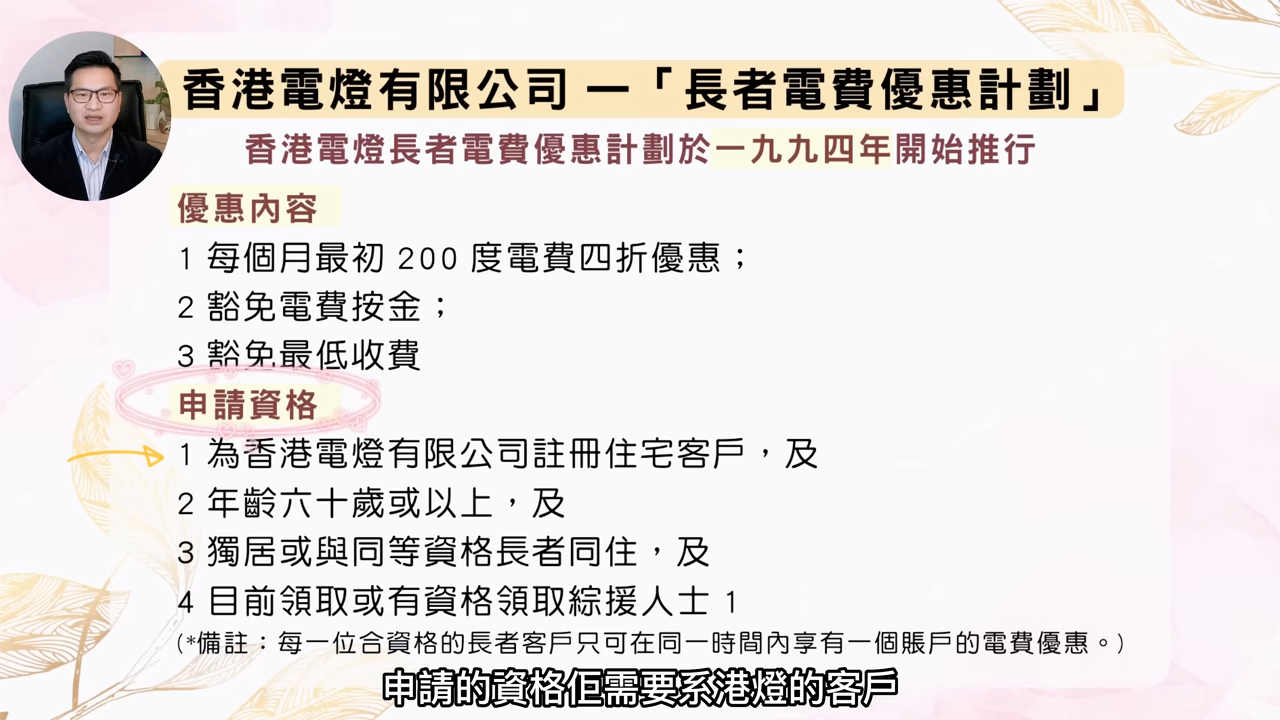 香港電燈有限公司 —「長者電費優惠計劃」
香港電燈長者電費優惠計劃於一九九四年開始推行
優惠內容
1 每個月最初 200 度電費四折優惠；
2 豁免電費按金；
3 豁免最低收費
申請資格
1 為香港電燈有限公司註冊住宅客戶，及
2 年齡六十歲或以上，及
3 獨居或與同等資格長者同住，及
4 目前領取或有資格領取綜援人士 1
(*備註：每一位合資格的長者客戶只可在同一時間內享有一個賬戶的電費優惠。)
申請的資格佢需要系港燈的客戶